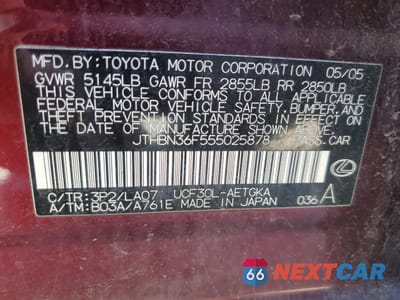 MFD.BY:TOYOTA MOTOR CORPORATION 05/05
GVWR 5145LB GAWR FR 2855LB RR 2850LB
THIS VEHICLE CONFORMS TO ALL APPLICABLE
FEDERAL MOTOR VEHICLE SAFETY,BUMPER,AND
THEFT PREVENTION STANDARDS IN EFFECT ON
THE DATE OF MANUFACTURE SHOWN ABOVE.
JTHBN36F555025878 PASS.CAR
C/TR:3P2/LA07 UCF30L-AETGKA
A/TM:B03A/A761E MADE IN JAPAN 036 A
66 NEXTCAR